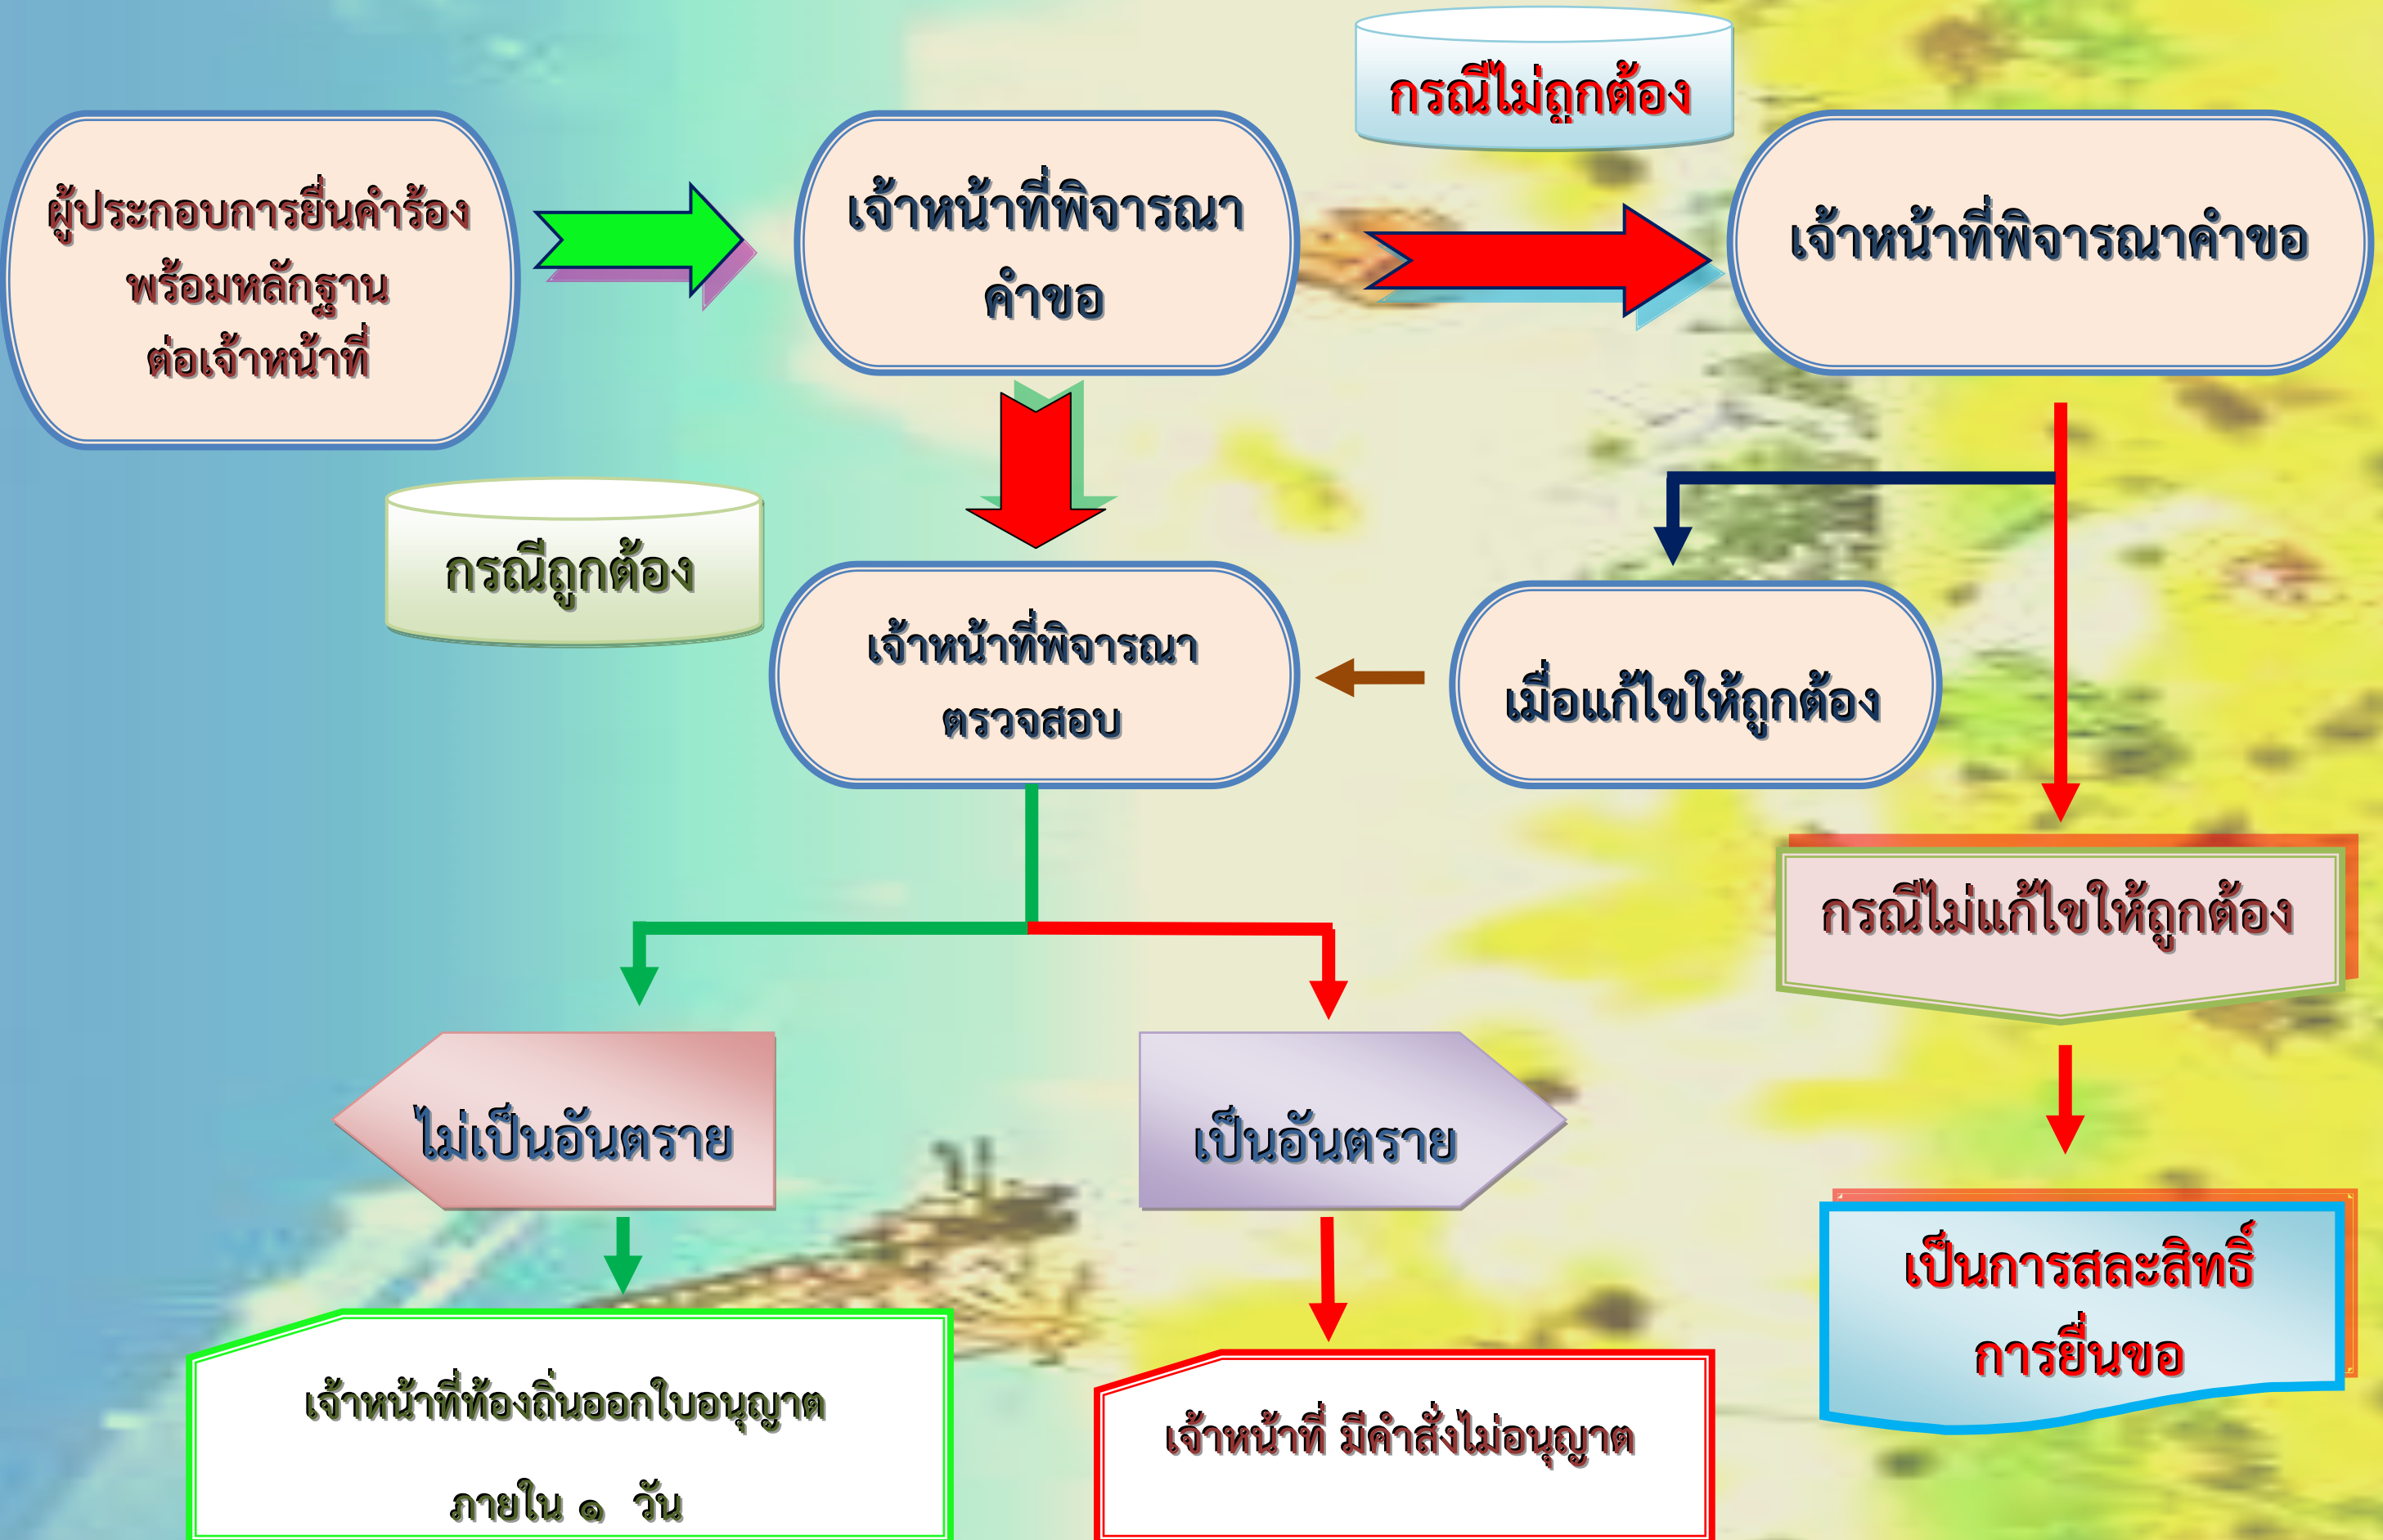 กรณีไม่ถูกต้อง
ผู้ประกอบการยื่นคำร้อง
พร้อมหลักฐาน
ต่อเจ้าหน้าที่
เจ้าหน้าที่พิจารณา
คำขอ
เจ้าหน้าที่พิจารณาคำขอ
กรณีถูกต้อง
เจ้าหน้าที่พิจารณา
ตรวจสอบ
เมื่อแก้ไขให้ถูกต้อง
กรณีไม่แก้ไขให้ถูกต้อง
ไม่เป็นอันตราย
เป็นอันตราย
เป็นการสละสิทธิ์
การยื่นขอ
เจ้าหน้าที่ท้องถิ่นออกใบอนุญาต
ภายใน ๑ วัน
เจ้าหน้าที่ มีคำสั่งไม่อนุญาต